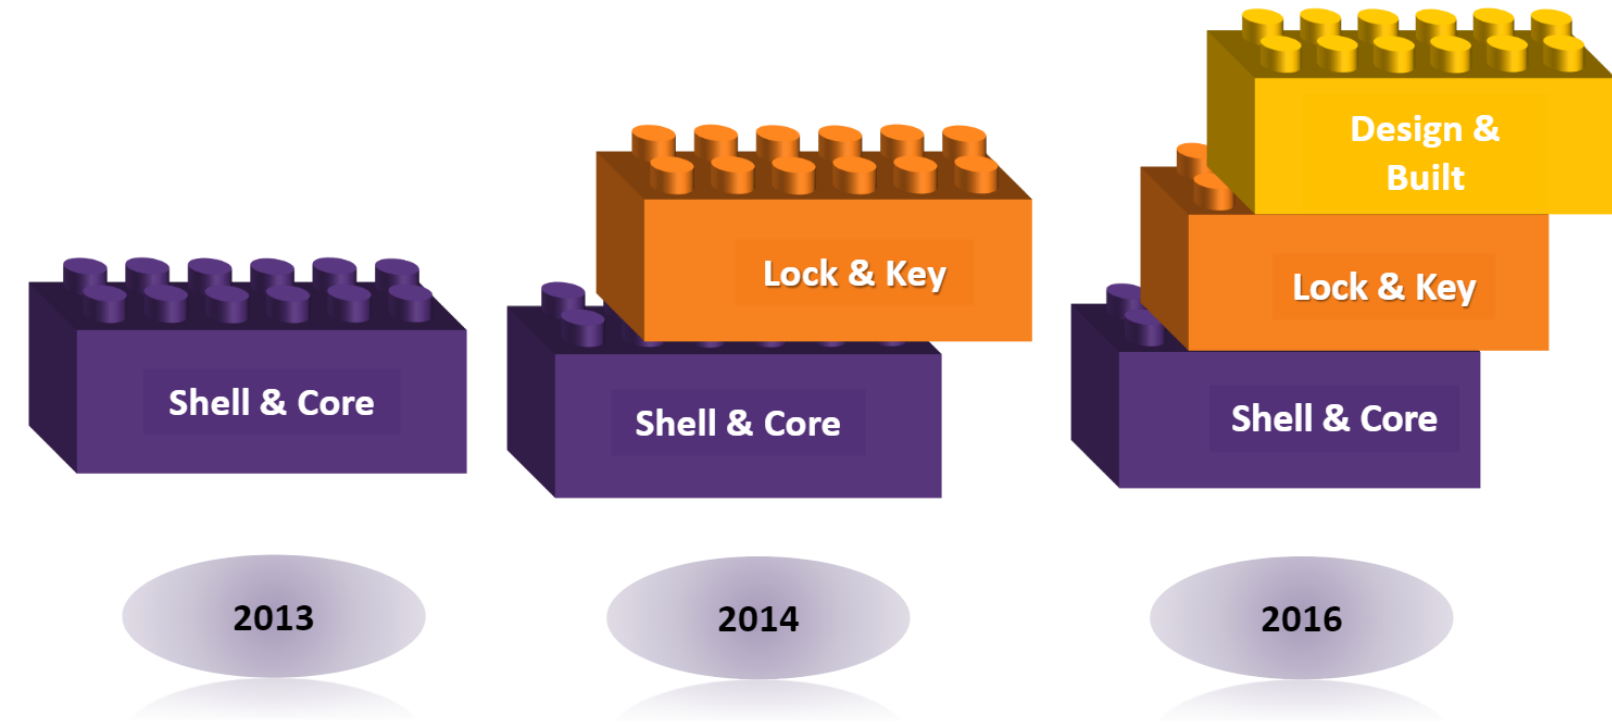 Shell & Core
2013
Lock & Key
Shell & Core
2014
Design &
Built
Lock & Key
Shell & Core
2016